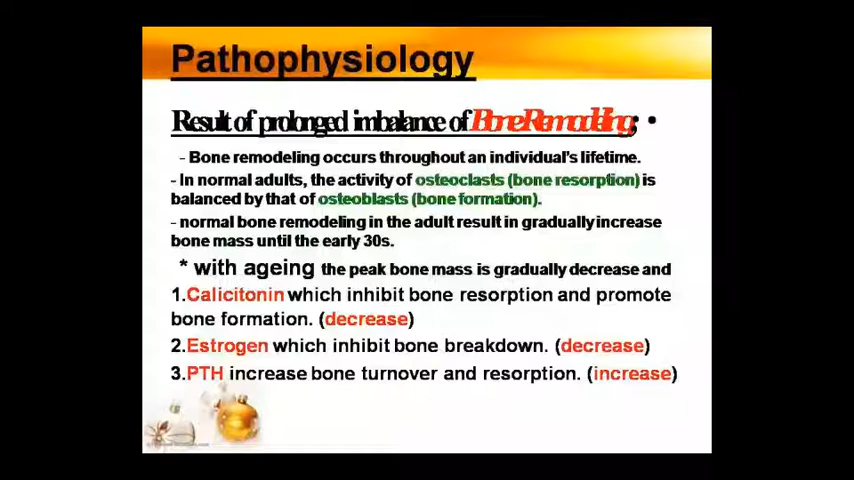 Pathophysiology
Result of prolonged imbalance of Bone Remodeling; •
- Bone remodeling occurs throughout an individual's lifetime.
- In normal adults, the activity of osteoclasts (bone resorption) is
balanced by that of osteoblasts (bone formation).
- normal bone remodeling in the adult result in gradually increase
bone mass until the early 30s.
* with ageing the peak bone mass is gradually decrease and
1.Calicitonin which inhibit bone resorption and promote
bone formation. (decrease)
2.Estrogen which inhibit bone breakdown. (decrease)
3.PTH increase bone turnover and resorption. (increase)